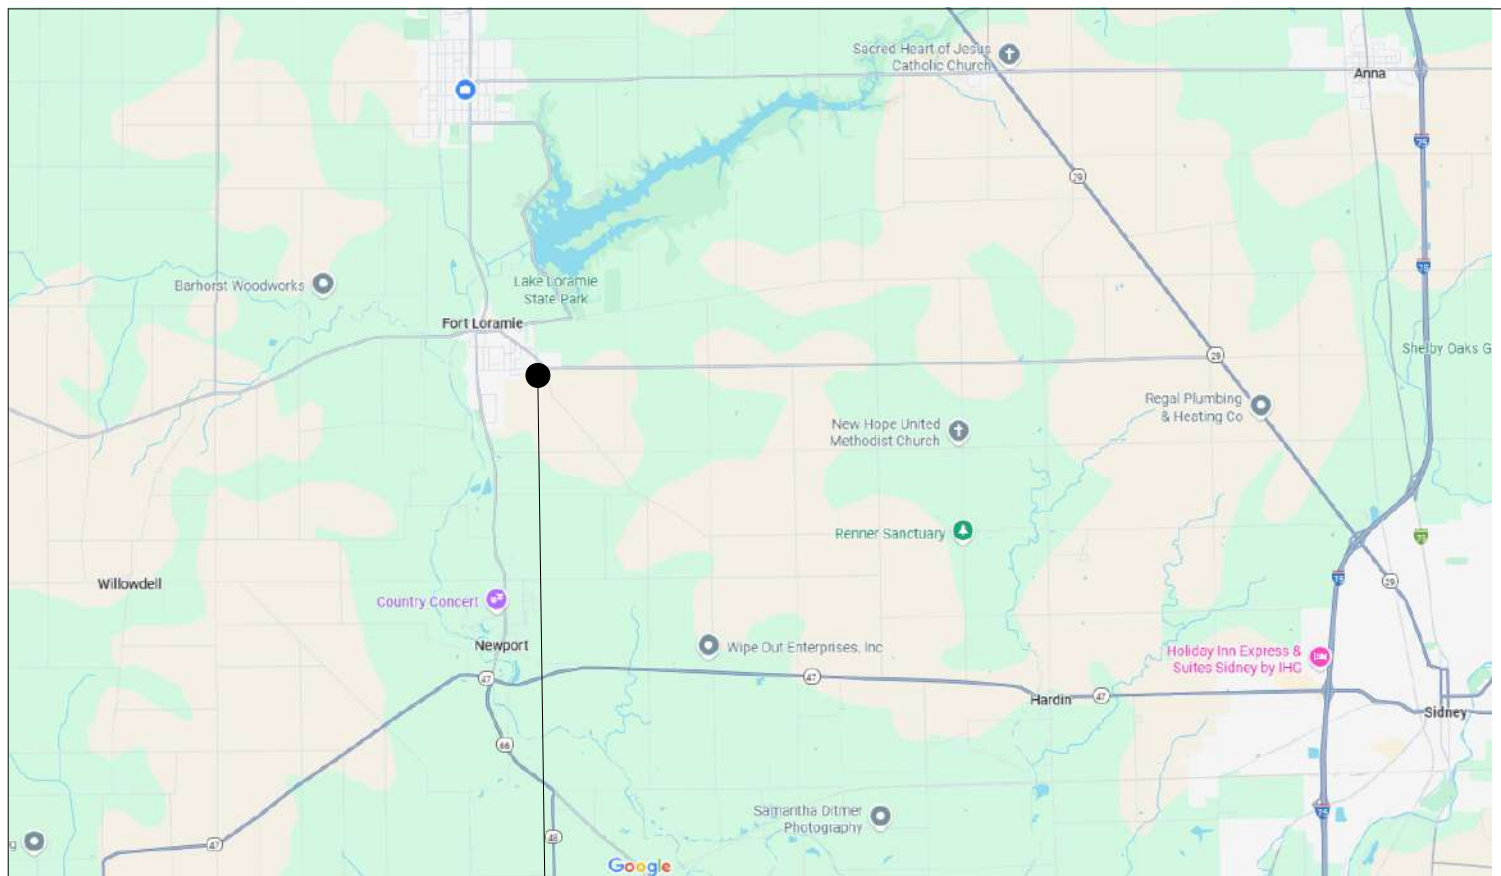 Sacred Heart of Jesus
Catholic Church
Anna
75
29
75
Barhorst Woodworks
Lake Loramie
State Park
Fort Loramie
29
Shelby Oaks G
Regal Plumbing
& Heating Co
New Hope United
Methodist Church
Renner Sanctuary
75
75
29
Willowdell
Country Concert
Newport
Wipe Out Enterprises, Inc
Holiday Inn Express &
Suites Sidney by IHG
47
47
Hardin
47
Sidney
66
Samantha Ditmer
Photography
75
g
47
48
Google